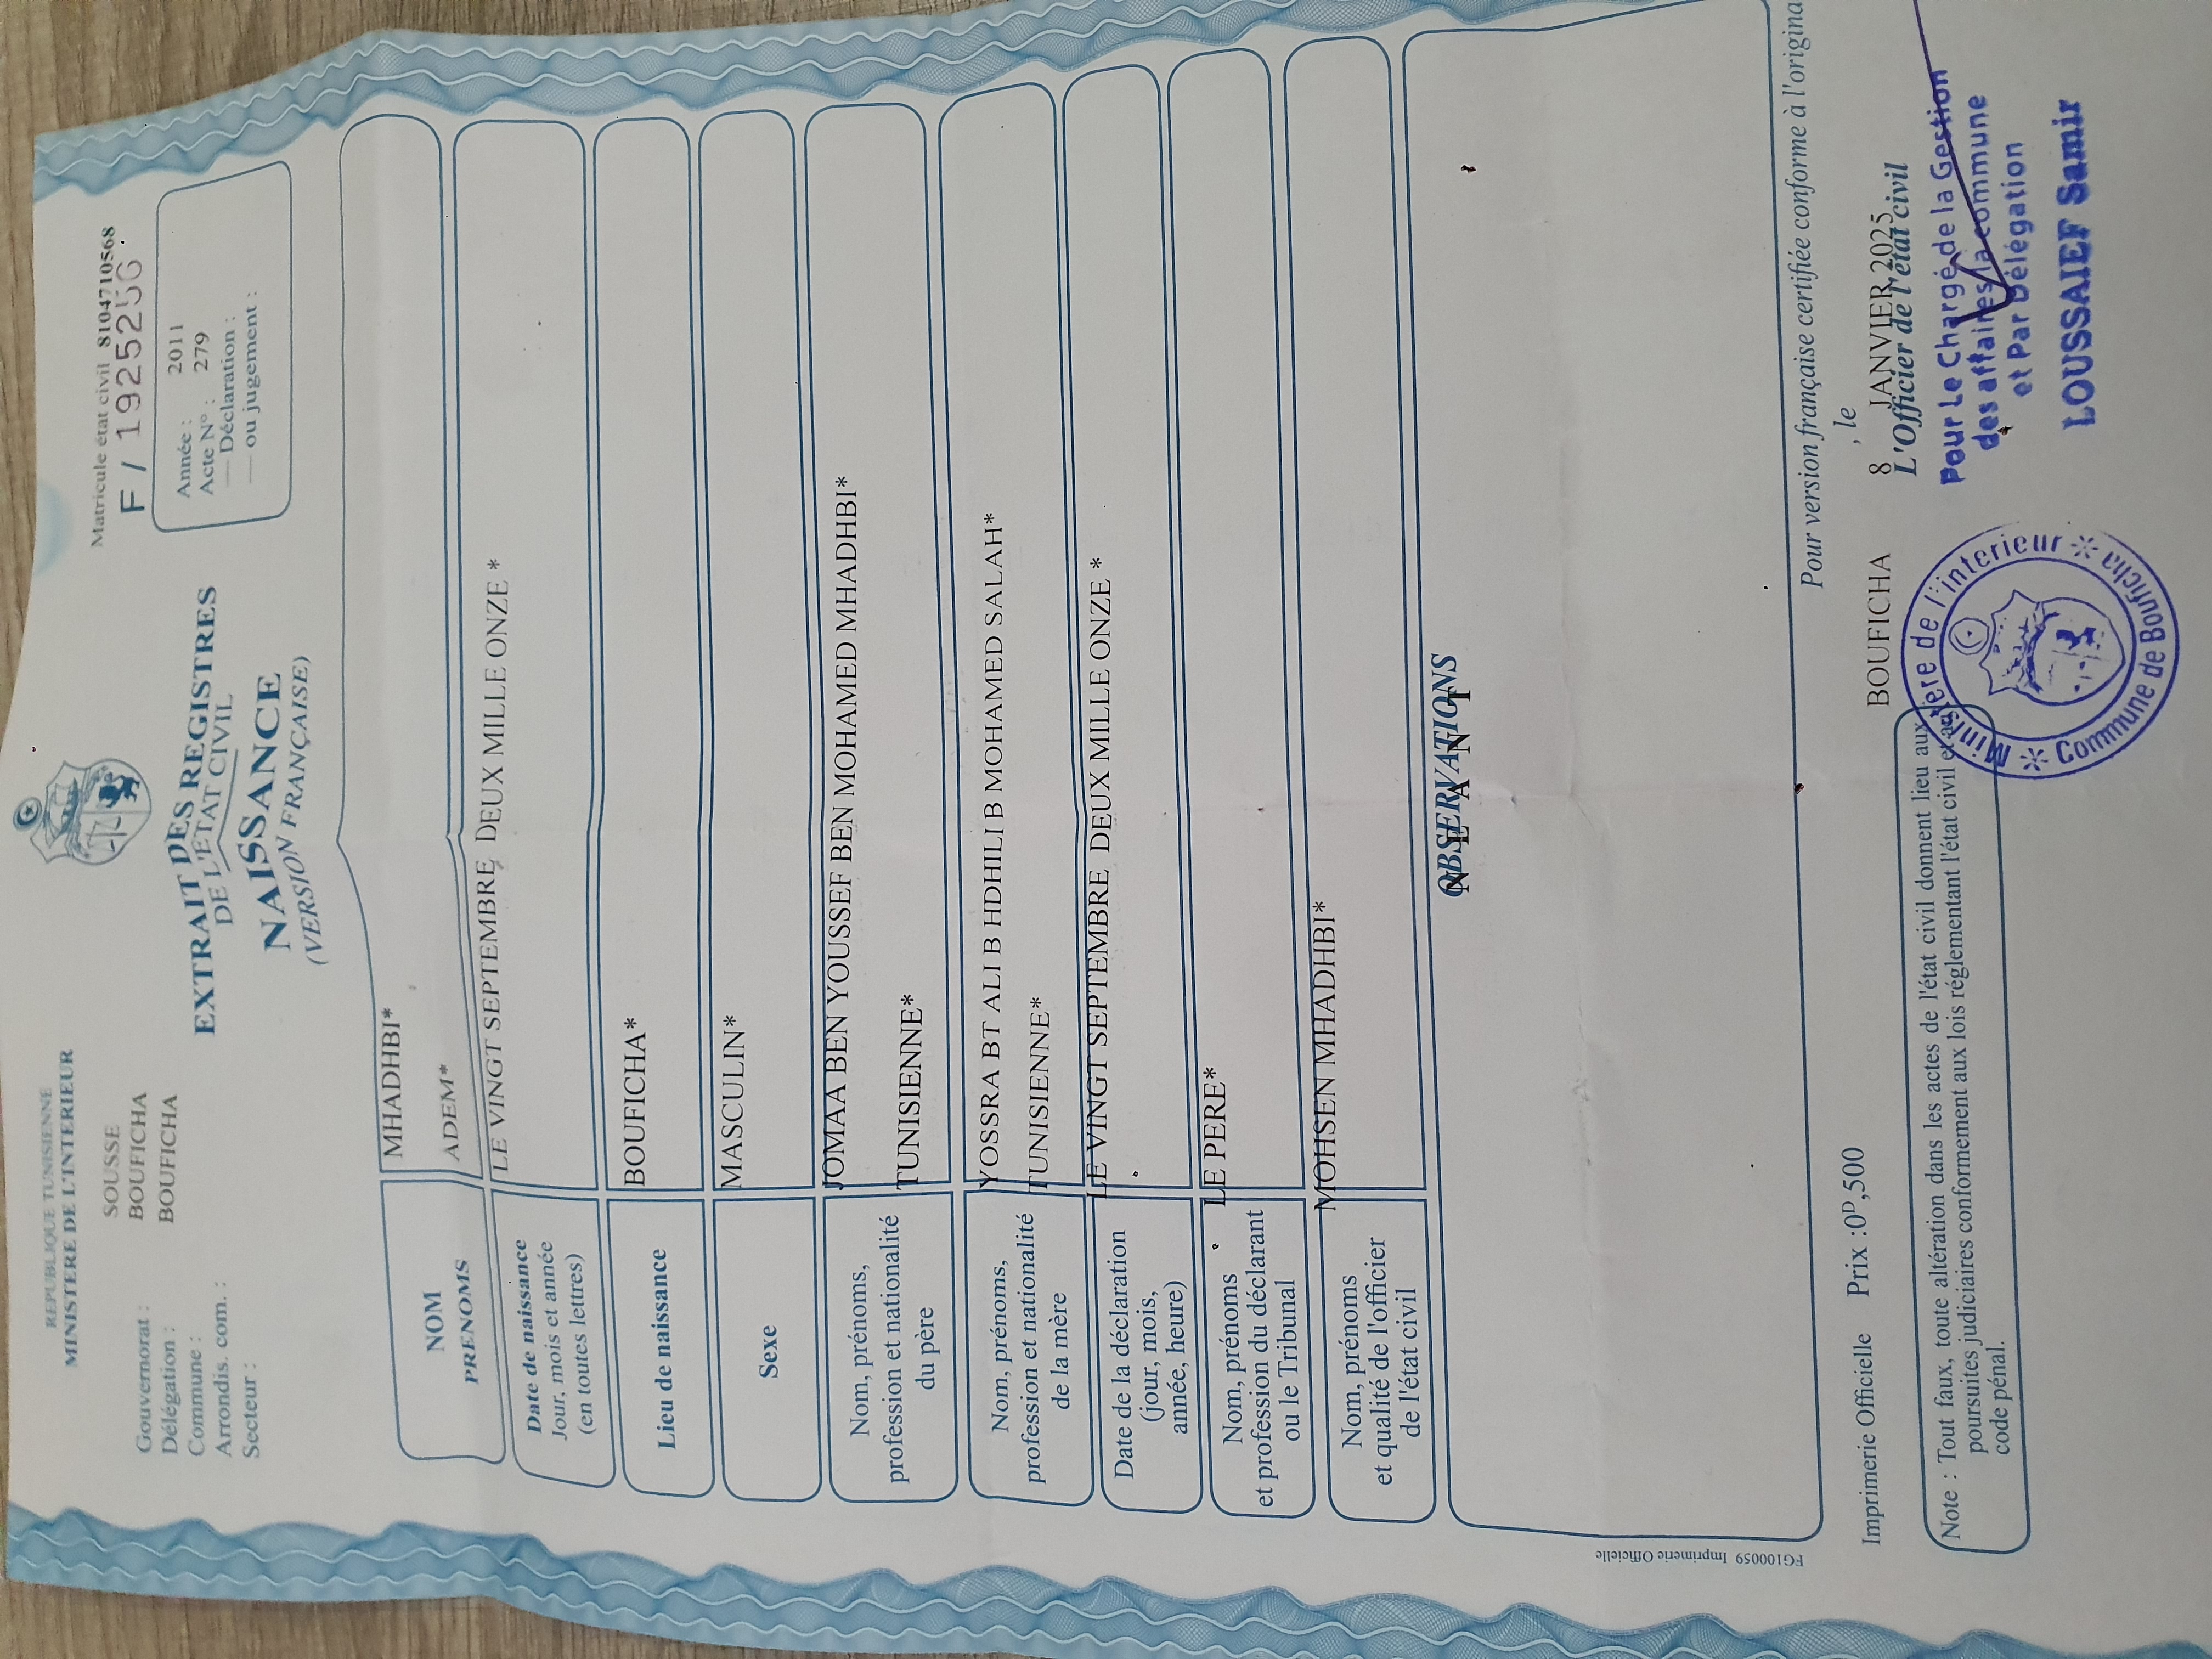 REPUBLIQUE TUNISIENNE
MINISTERE DE L'INTERIEUR
Gouvernorat : SOUSSE
Délégation : BOUFICHA
Commune : BOUFICHA
Arrondis. com. :
Secteur :
EXTRAIT DES REGISTRES
DE L'ÉTAT CIVIL
NAISSANCE
(VERSION FRANÇAISE)
Matricule état civil 8104710568
F / 1925256
Année : 2011
Acte N° : 279
— Déclaration :
— ou jugement :
NOM
PRENOMS
MHADHBI*
ADEM*
Date de naissance
Jour, mois et année
(en toutes lettres)
LE VINGT SEPTEMBRE DEUX MILLE ONZE *
Lieu de naissance
BOUFICHA*
Sexe
MASCULIN*
Nom, prénoms,
profession et nationalité
du père
JOMAA BEN YOUSSEF BEN MOHAMED MHADHBI*
TUNISIENNE*
Nom, prénoms,
profession et nationalité
de la mère
YOSSRA BT ALI B HDHILI B MOHAMED SALAH*
TUNISIENNE*
Date de la déclaration
(jour, mois,
année, heure)
LE VINGT SEPTEMBRE DEUX MILLE ONZE *
Nom, prénoms
et profession du déclarant
ou le Tribunal
LE PERE*
Nom, prénoms
et qualité de l'officier
de l'état civil
MOHSEN MHADHBI*
OBSERVATIONS
N E A N T
Pour version française certifiée conforme à l'origina
, le
BOUFICHA 8 JANVIER 2025
L'Officier de l'état civil
Pour Le Chargé de la Gestion
des affaires la commune
et Par Délégation
LOUSSAIEF Samir
Ministere de l'interieur
Commune de Bouficha
Imprimerie Officielle Prix :0ᴰ,500
Note : Tout faux, toute altération dans les actes de l'état civil donnent lieu aux
poursuites judiciaires conformement aux lois réglementant l'état civil et au
code pénal.
FG100059 Imprimerie Officielle